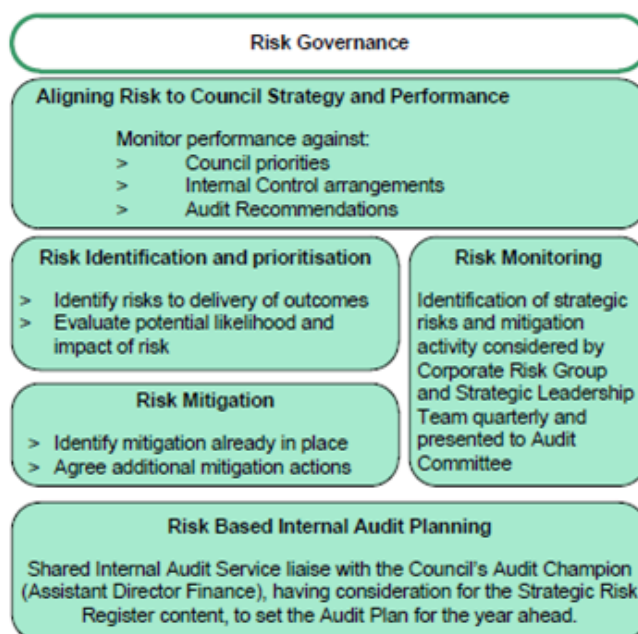 Risk Governance
Aligning Risk to Council Strategy and Performance
Monitor performance against:
> Council priorities
> Internal Control arrangements
> Audit Recommendations
Risk Identification and prioritisation
> Identify risks to delivery of outcomes
> Evaluate potential likelihood and
impact of risk
Risk Mitigation
> Identify mitigation already in place
> Agree additional mitigation actions
Risk Monitoring
Identification of strategic
risks and mitigation
activity considered by
Corporate Risk Group
and Strategic Leadership
Team quarterly and
presented to Audit
Committee
Risk Based Internal Audit Planning
Shared Internal Audit Service liaise with the Council's Audit Champion
(Assistant Director Finance), having consideration for the Strategic Risk
Register content, to set the Audit Plan for the year ahead.